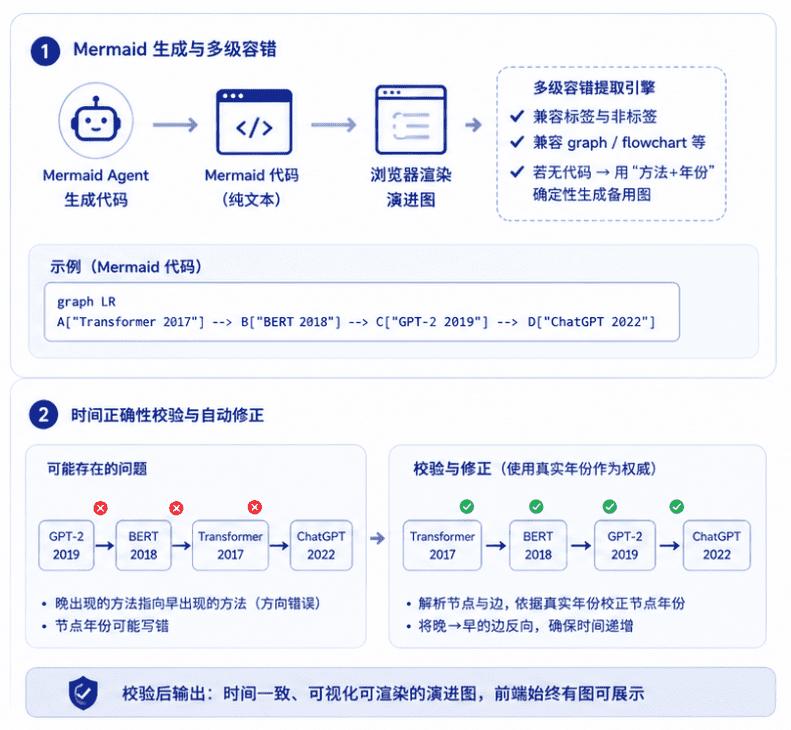 1 Mermaid 生成与多级容错
Mermaid Agent
生成代码
</>
Mermaid 代码
（纯文本）
浏览器渲染
演进图
多级容错提取引擎
兼容标签与非标签
兼容 graph / flowchart 等
若无代码 → 用 “方法+年份”
确定性生成备用图
示例（Mermaid 代码）
graph LR
A["Transformer 2017"] --> B["BERT 2018"] --> C["GPT-2 2019"] --> D["ChatGPT 2022"]
2 时间正确性校验与自动修正
可能存在的问题
GPT-2
2019
BERT
2018
Transformer
2017
ChatGPT
2022
• 晚出现的方法指向早出现的方法（方向错误）
• 节点年份可能写错
校验与修正（使用真实年份作为权威）
Transformer
2017
BERT
2018
GPT-2
2019
ChatGPT
2022
• 解析节点与边，依据真实年份校正节点年份
• 将晚→早的边反向，确保时间递增
校验后输出：时间一致、可视化可渲染的演进图，前端始终有图可展示